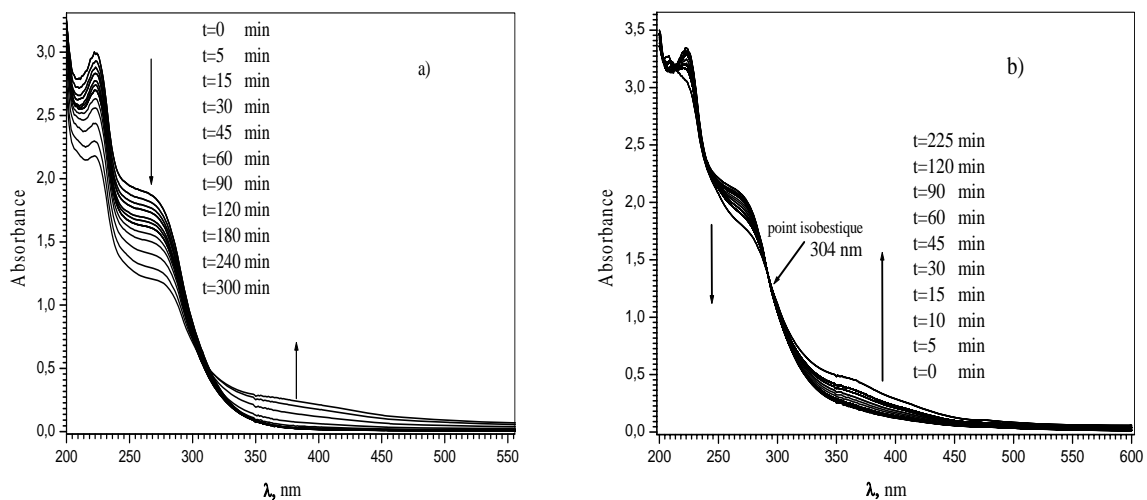 a)
t=0 min
t=5 min
t=15 min
t=30 min
t=45 min
t=60 min
t=90 min
t=120 min
t=180 min
t=240 min
t=300 min
Absorbance
3,0
2,5
2,0
1,5
1,0
0,5
0,0
200 250 300 350 400 450 500 550
λ, nm
b)
t=225 min
t=120 min
t=90 min
t=60 min
t=45 min
t=30 min
t=15 min
t=10 min
t=5 min
t=0 min
point isobestique
304 nm
Absorbance
3,5
3,0
2,5
2,0
1,5
1,0
0,5
0,0
200 250 300 350 400 450 500 550 600
λ, nm